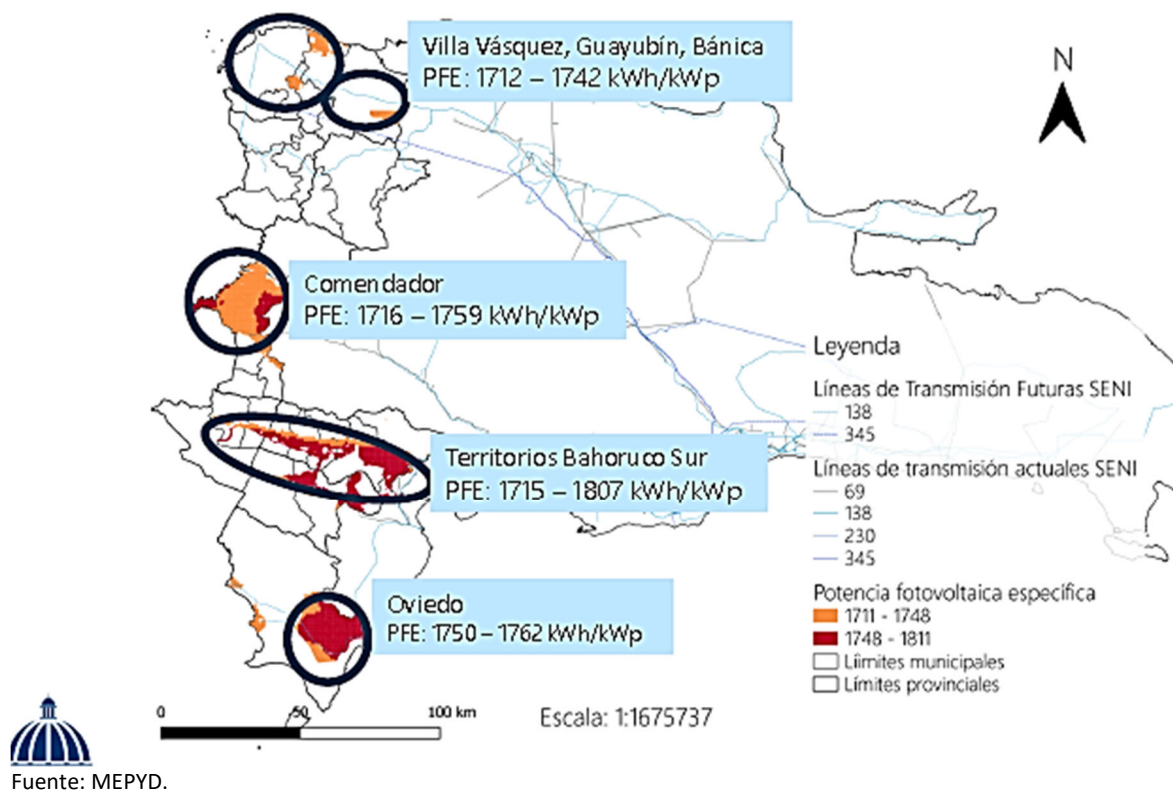 Villa Vásquez, Guayubín, Bánica
PFE: 1712 – 1742 kWh/kWp
N
Comendador
PFE: 1716 – 1759 kWh/kWp
Leyenda
Líneas de Transmisión Futuras SENI
138
345
Líneas de transmisión actuales SENI
69
138
230
345
Territorios Bahoruco Sur
PFE: 1715 – 1807 kWh/kWp
Potencia fotovoltaica específica
1711 - 1748
1748 - 1811
Líimites municipales
Límites provinciales
Oviedo
PFE: 1750 – 1762 kWh/kWp
0 50 100 km
Escala: 1:1675737
Fuente: MEPYD.